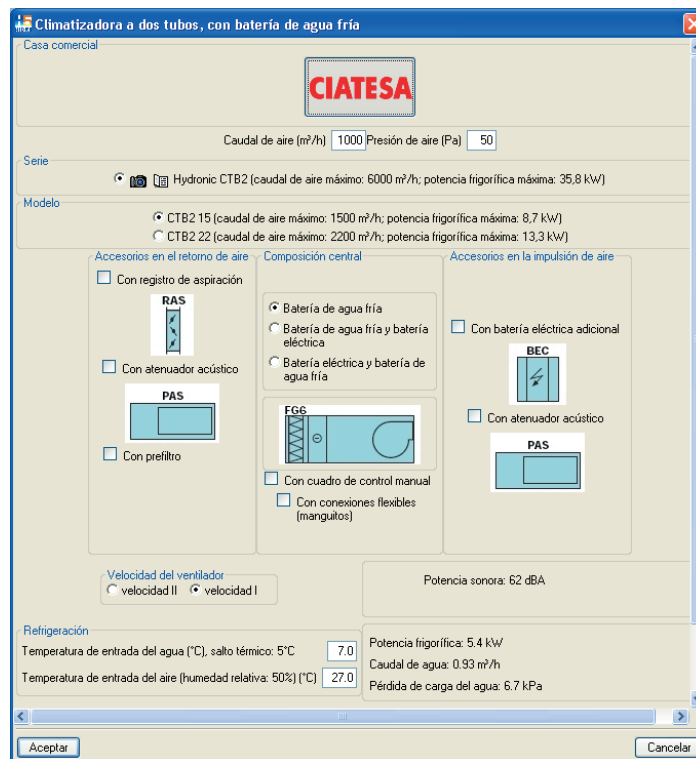 Climatizadora a dos tubos, con batería de agua fría
Casa comercial
CIATESA
Caudal de aire (m³/h) 1000 Presión de aire (Pa) 50
Serie
Hydronic CTB2 (caudal de aire máximo: 6000 m³/h; potencia frigorífica máxima: 35,8 kW)
Modelo
CTB2 15 (caudal de aire máximo: 1500 m³/h; potencia frigorífica máxima: 8,7 kW)
CTB2 22 (caudal de aire máximo: 2200 m³/h; potencia frigorífica máxima: 13,3 kW)
Accesorios en el retorno de aire
Con registro de aspiración
RAS
Con atenuador acústico
PAS
Con prefiltro
Composición central
Batería de agua fría
Batería de agua fría y batería
eléctrica
Batería eléctrica y batería de
agua fría
FG6
Con cuadro de control manual
Con conexiones flexibles
(manguitos)
Accesorios en la impulsión de aire
Con batería eléctrica adicional
BEC
Con atenuador acústico
PAS
Velocidad del ventilador
velocidad II velocidad I
Potencia sonora: 62 dBA
Refrigeración
Temperatura de entrada del agua (°C), salto térmico: 5°C 7.0
Temperatura de entrada del aire (humedad relativa: 50%) (°C) 27.0
Potencia frigorífica: 5.4 kW
Caudal de agua: 0.93 m³/h
Pérdida de carga del agua: 6.7 kPa
Aceptar
Cancelar